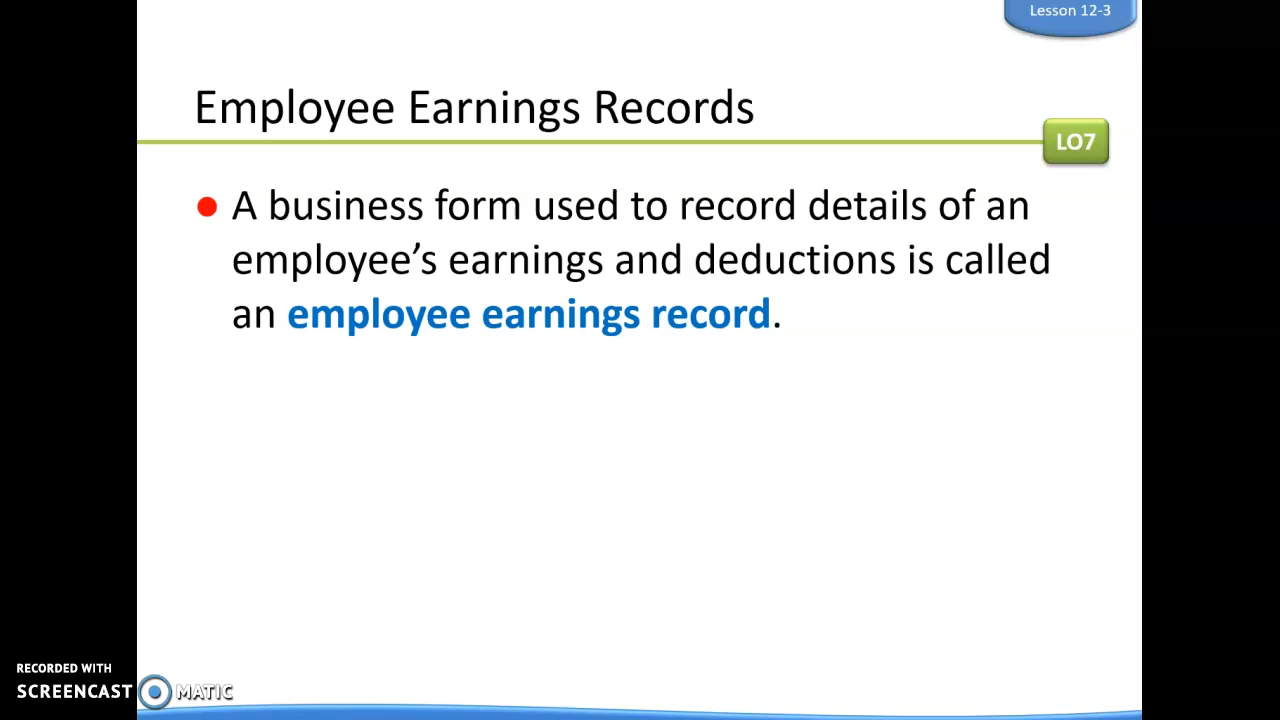 Lesson 12-3
Employee Earnings Records
LO7
● A business form used to record details of an
employee’s earnings and deductions is called
an employee earnings record.
RECORDED WITH
SCREENCAST MATIC